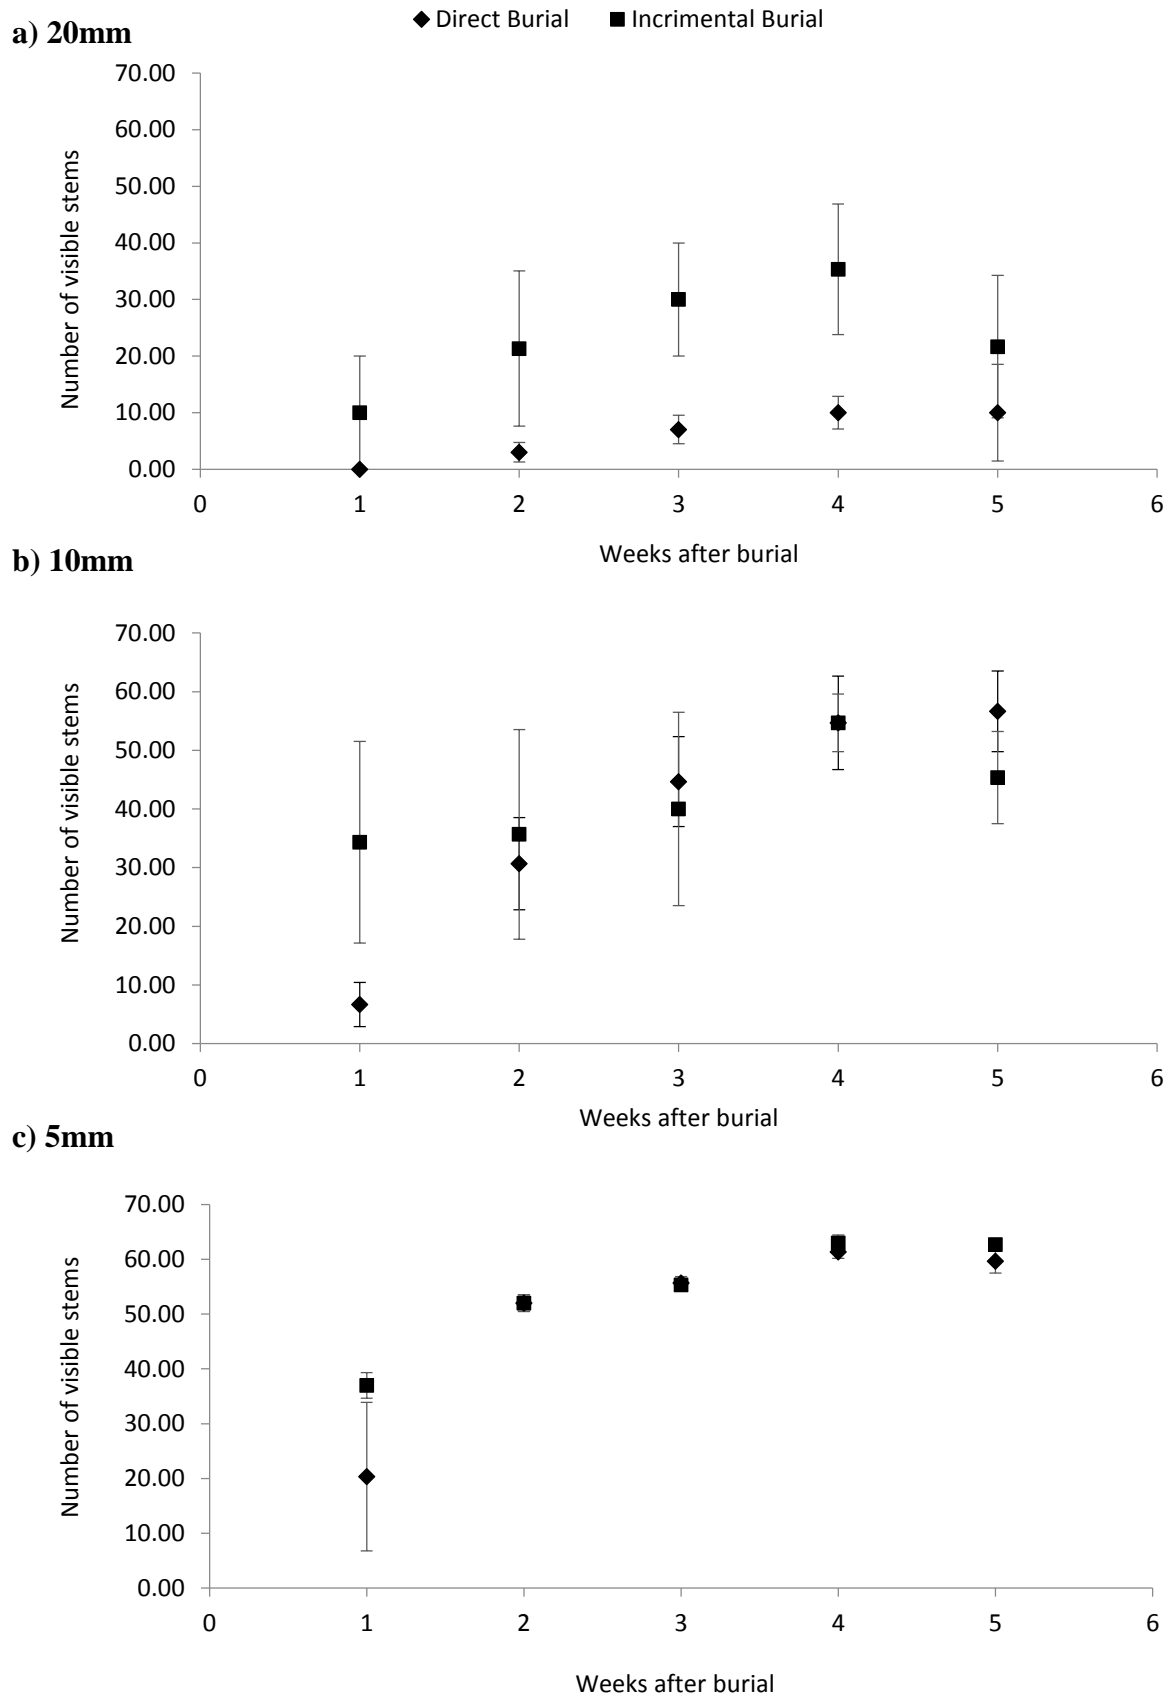 ◆ Direct Burial ■ Incrimental Burial
a) 20mm
70.00
60.00
50.00
40.00
30.00
20.00
10.00
0.00
Number of visible stems
0 1 2 3 4 5 6
Weeks after burial
b) 10mm
70.00
60.00
50.00
40.00
30.00
20.00
10.00
0.00
Number of visible stems
0 1 2 3 4 5 6
Weeks after burial
c) 5mm
70.00
60.00
50.00
40.00
30.00
20.00
10.00
0.00
Number of visible stems
0 1 2 3 4 5 6
Weeks after burial